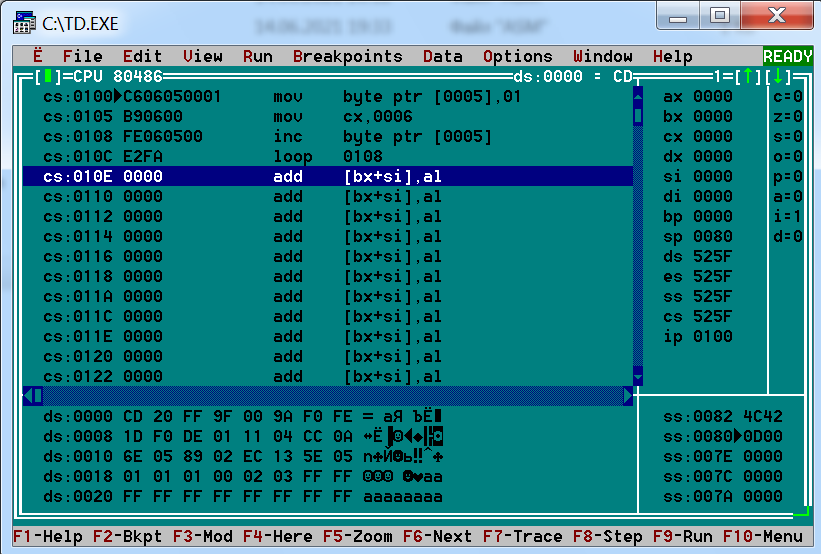 14.06.2021 19:33 Файл "ASM"
C:\TD.EXE
Ë File Edit View Run Breakpoints Data Options Window Help READY
[▮]=CPU 80486 ds:0000 = CD 1=[↑][↓]
cs:0100►C606050001 mov byte ptr [0005],01 ax 0000 c=0
cs:0105 B90600 mov cx,0006 bx 0000 z=0
cs:0108 FE060500 inc byte ptr [0005] cx 0000 s=0
cs:010C E2FA loop 0108 dx 0000 o=0
cs:010E 0000 add [bx+si],al si 0000 p=0
cs:0110 0000 add [bx+si],al di 0000 a=0
cs:0112 0000 add [bx+si],al bp 0000 i=1
cs:0114 0000 add [bx+si],al sp 0080 d=0
cs:0116 0000 add [bx+si],al ds 525F
cs:0118 0000 add [bx+si],al es 525F
cs:011A 0000 add [bx+si],al ss 525F
cs:011C 0000 add [bx+si],al cs 525F
cs:011E 0000 add [bx+si],al ip 0100
cs:0120 0000 add [bx+si],al
cs:0122 0000 add [bx+si],al
ds:0000 CD 20 FF 9F 00 9A F0 FE = aЯ ЪЁ■ ss:0082 4C42
ds:0008 1D F0 DE 01 11 04 CC 0A ↔Ё▐☺◄♦╠◙ ss:0080►0D00
ds:0010 6E 05 89 02 EC 13 5E 05 n♣Й☻ь‼^♣ ss:007E 0000
ds:0018 01 01 01 00 02 03 FF FF ☺☺☺ ☻♥aa ss:007C 0000
ds:0020 FF FF FF FF FF FF FF FF aaaaaaaa ss:007A 0000
F1-Help F2-Bkpt F3-Mod F4-Here F5-Zoom F6-Next F7-Trace F8-Step F9-Run F10-Menu